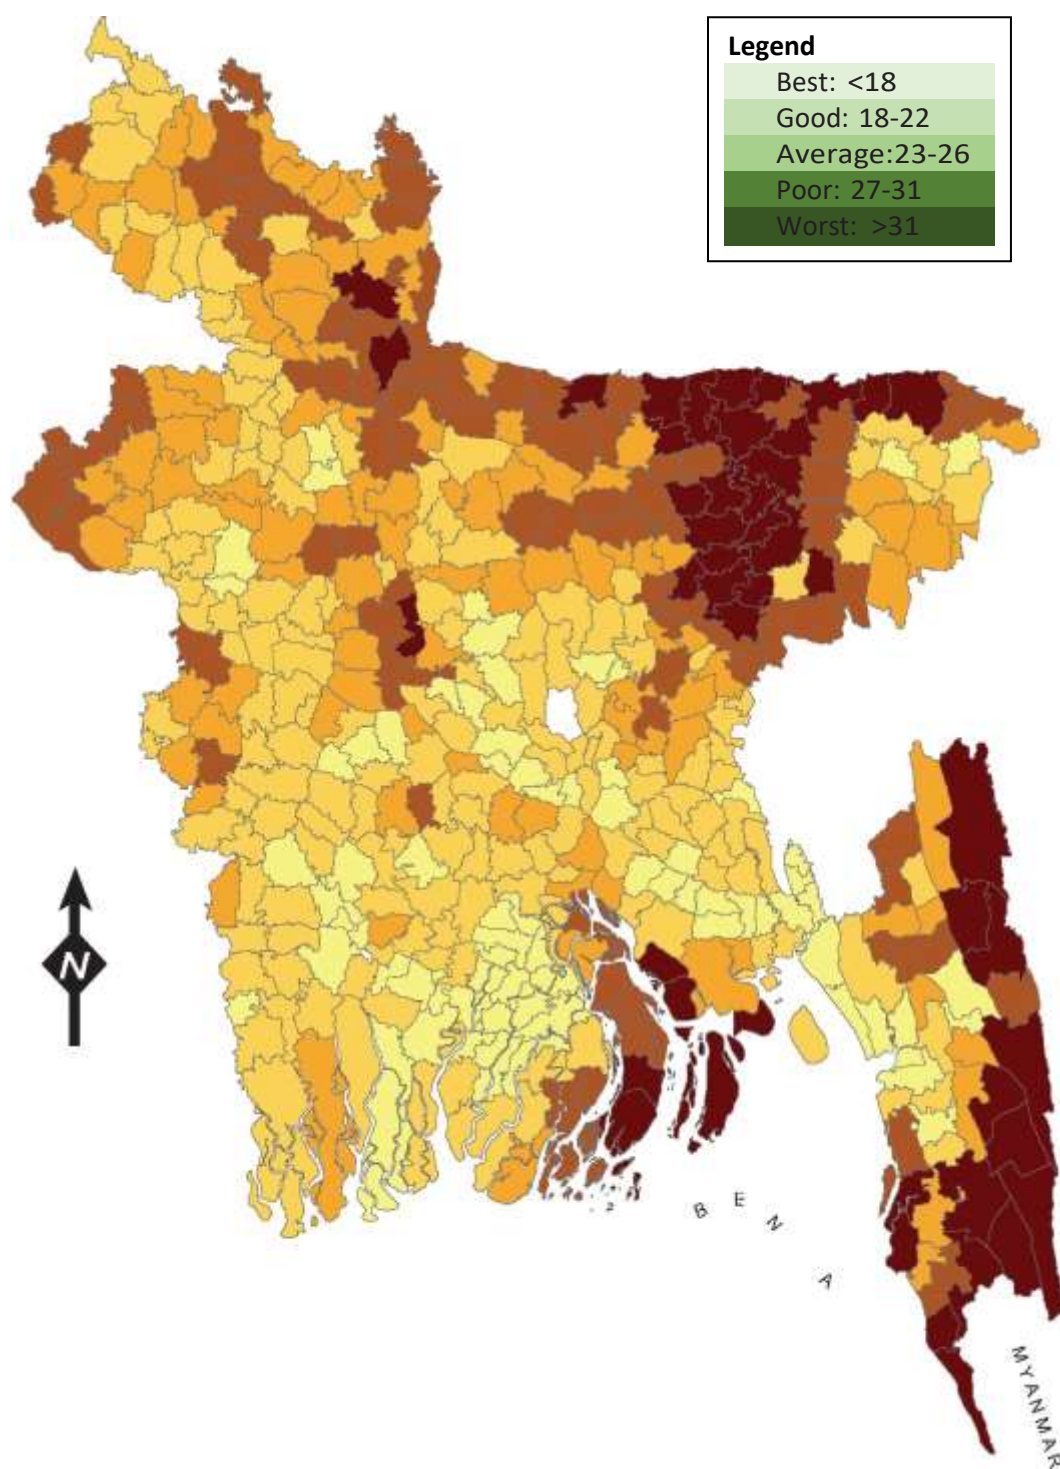 Legend
Best: <18
Good: 18-22
Average:23-26
Poor: 27-31
Worst: >31
N
B E N A
MYANMAR